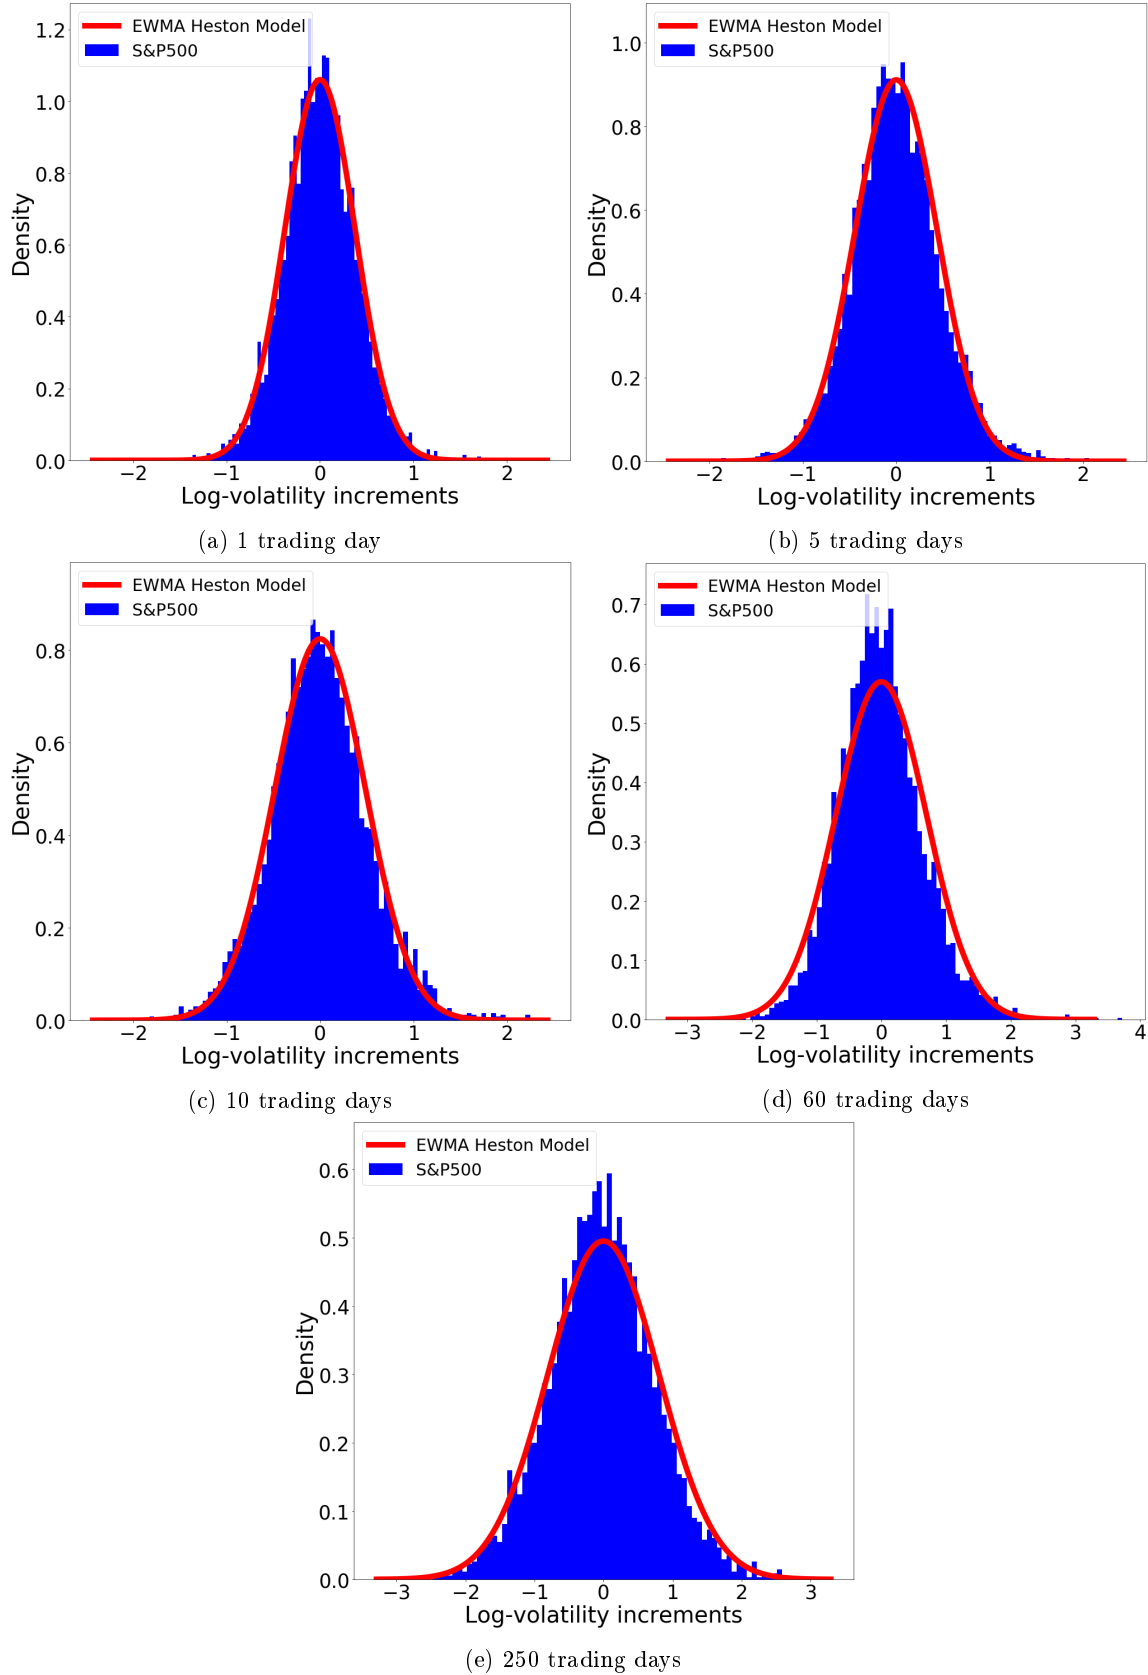 EWMA Heston Model
S&P500
1.2
1.0
0.8
0.6
0.4
0.2
0.0
Density
−2 −1 0 1 2
Log-volatility increments
(a) 1 trading day
EWMA Heston Model
S&P500
1.0
0.8
0.6
0.4
0.2
0.0
Density
−2 −1 0 1 2
Log-volatility increments
(b) 5 trading days
EWMA Heston Model
S&P500
0.8
0.6
0.4
0.2
0.0
Density
−2 −1 0 1 2
Log-volatility increments
(c) 10 trading days
EWMA Heston Model
S&P500
0.7
0.6
0.5
0.4
0.3
0.2
0.1
0.0
Density
−3 −2 −1 0 1 2 3 4
Log-volatility increments
(d) 60 trading days
EWMA Heston Model
S&P500
0.6
0.5
0.4
0.3
0.2
0.1
0.0
Density
−3 −2 −1 0 1 2 3
Log-volatility increments
(e) 250 trading days